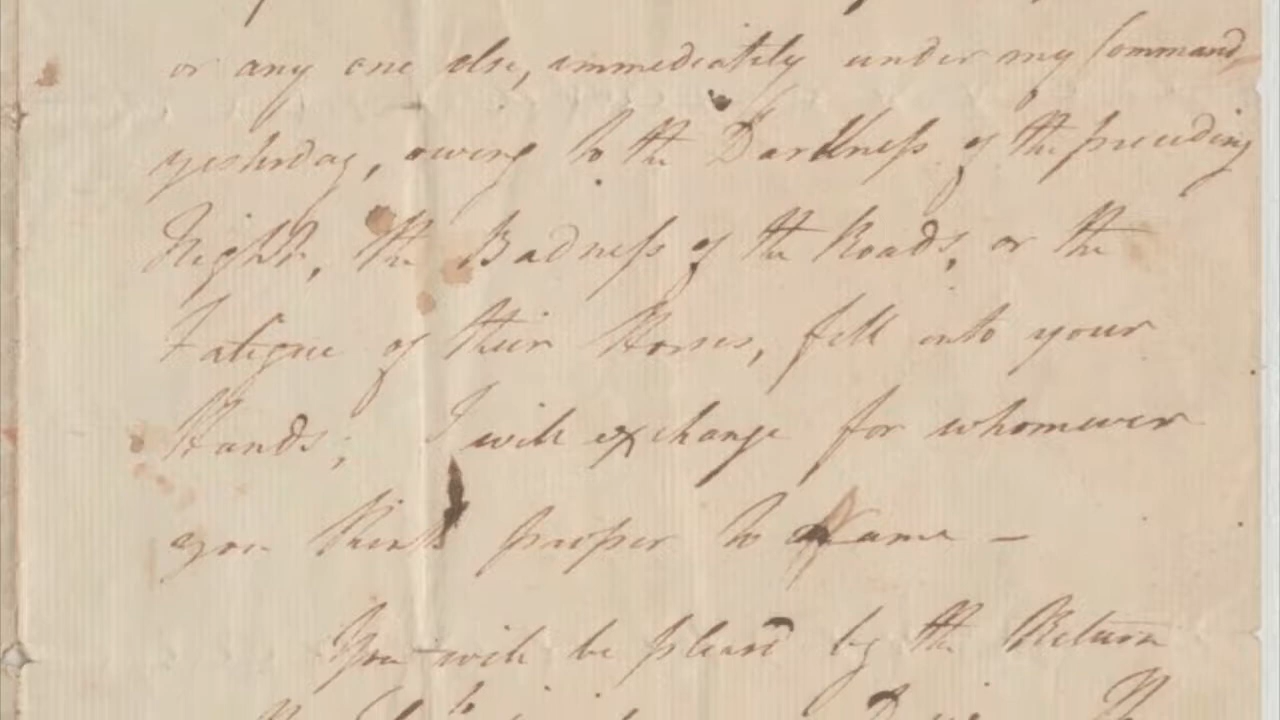 or any one else, immediately under my Command,
yesterday, owing to the Darkness of the preceeding
Night, the Badness of the Roads, or the
Fatigue of their Horses, fell into your
Hands; I will exchange for whomever
you think proper to Name —
You will be pleased by the Return